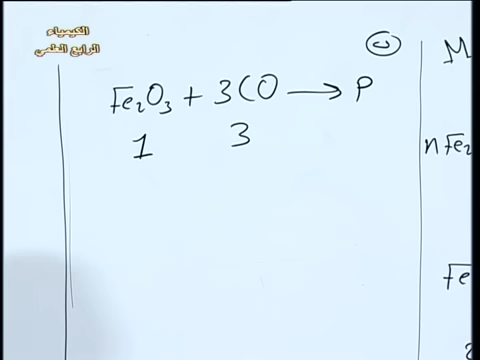 الكيمياء
الرابع العلمي
Fe₂O₃ + 3CO ⟶ P
1 3
M
nFe₂
Fe